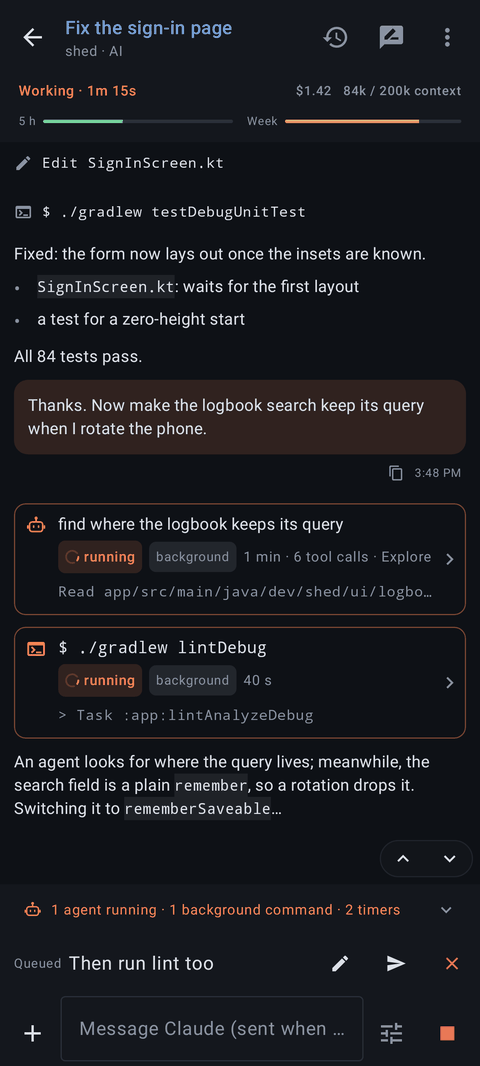 Fix the sign-in page
shed · AI
Working · 1m 15s
$1.42 84k / 200k context
5 h
Week
Edit SignInScreen.kt
$ ./gradlew testDebugUnitTest
Fixed: the form now lays out once the insets are known.
• SignInScreen.kt: waits for the first layout
• a test for a zero-height start
All 84 tests pass.
Thanks. Now make the logbook search keep its query
when I rotate the phone.
3:48 PM
find where the logbook keeps its query
running background 1 min · 6 tool calls · Explore
Read app/src/main/java/dev/shed/ui/logbo…
$ ./gradlew lintDebug
running background 40 s
> Task :app:lintAnalyzeDebug
An agent looks for where the query lives; meanwhile, the
search field is a plain remember, so a rotation drops it.
Switching it to rememberSaveable…
1 agent running · 1 background command · 2 timers
Queued Then run lint too
Message Claude (sent when …